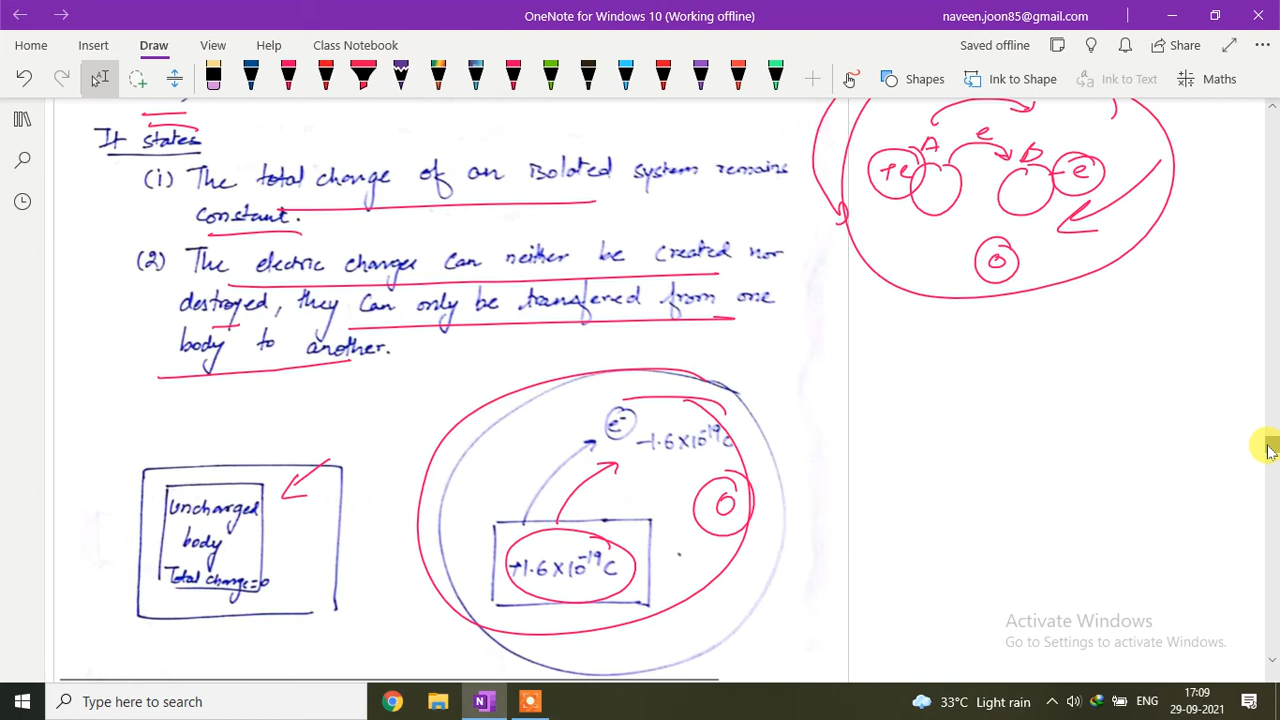 OneNote for Windows 10 (Working offline)
naveen.joon85@gmail.com
Home Insert Draw View Help Class Notebook
Saved offline
Share
Shapes
Ink to Shape
Ink to Text
Maths
It states
(1) The total charge of an Isolated system remains
constant.
(2) The electric charges can neither be created nor
destroyed, they can only be transferred from one
body to another.
A e B
+e -e
0
e-
-1.6×10⁻¹⁹C
0
Uncharged
body
Total charge=0
+1.6×10⁻¹⁹C
Activate Windows
Go to Settings to activate Windows.
Type here to search
33°C Light rain
ENG
17:09
29-09-2021